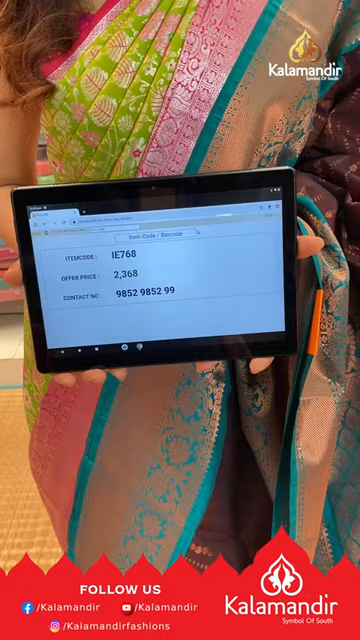 Kalamandir
Symbol Of South
Item Code / Barcode
ITEMCODE : IE768
OFFER PRICE : 2,368
CONTACT NO : 9852 9852 99
FOLLOW US
/Kalamandir /Kalamandir
/Kalamandirfashions
Kalamandir
Symbol Of South